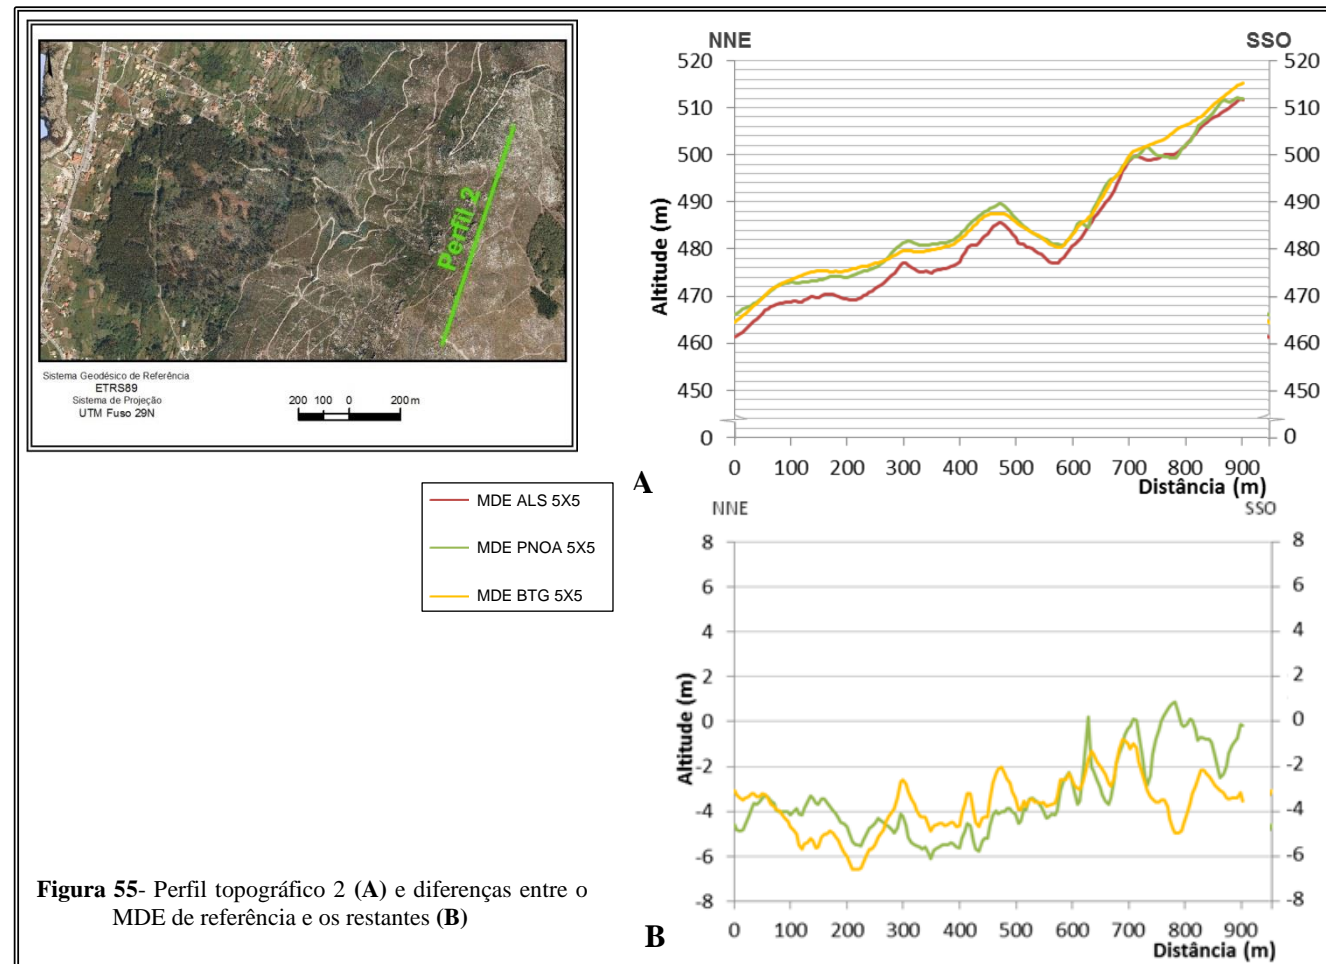 Perfil 2
Sistema Geodésico de Referência
ETRS89
Sistema de Projeção
UTM Fuso 29N
200 100 0 200 m
NNE SSO
520 520
510 510
500 500
490 490
480 480
470 470
460 460
450 450
0 0
Altitude (m)
0 100 200 300 400 500 600 700 800 900
Distância (m)
A
MDE ALS 5X5
MDE PNOA 5X5
MDE BTG 5X5
NNE SSO
8 8
6 6
4 4
2 2
0 0
-2 -2
-4 -4
-6 -6
-8 -8
Altitude (m)
0 100 200 300 400 500 600 700 800 900
Distância (m)
B
Figura 55- Perfil topográfico 2 (A) e diferenças entre o
MDE de referência e os restantes (B)